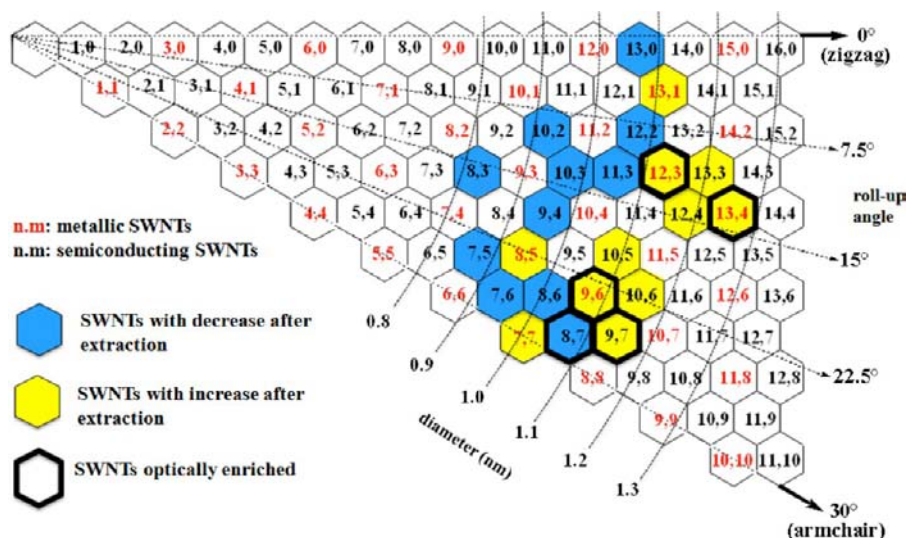 1,0 2,0 3,0 4,0 5,0 6,0 7,0 8,0 9,0 10,0 11,0 12,0 13,0 14,0 15,0 16,0 0°
(zigzag)
1,1 2,1 3,1 4,1 5,1 6,1 7,1 8,1 9,1 10,1 11,1 12,1 13,1 14,1 15,1
2,2 3,2 4,2 5,2 6,2 7,2 8,2 9,2 10,2 11,2 12,2 13,2 14,2 15,2
7.5°
3,3 4,3 5,3 6,3 7,3 8,3 9,3 10,3 11,3 12,3 13,3 14,3
roll-up
angle
4,4 5,4 6,4 7,4 8,4 9,4 10,4 11,4 12,4 13,4 14,4
n.m: metallic SWNTs
n.m: semiconducting SWNTs
5,5 6,5 7,5 8,5 9,5 10,5 11,5 12,5 13,5
15°
6,6 7,6 8,6 9,6 10,6 11,6 12,6 13,6
SWNTs with decrease after
extraction
7,7 8,7 9,7 10,7 11,7 12,7
8,8 9,8 10,8 11,8 12,8
22.5°
SWNTs with increase after
extraction
9,9 10,9 11,9
SWNTs optically enriched
10,10 11,10
0.8
0.9
1.0
1.1
1.2
1.3
diameter (nm)
30°
(armchair)